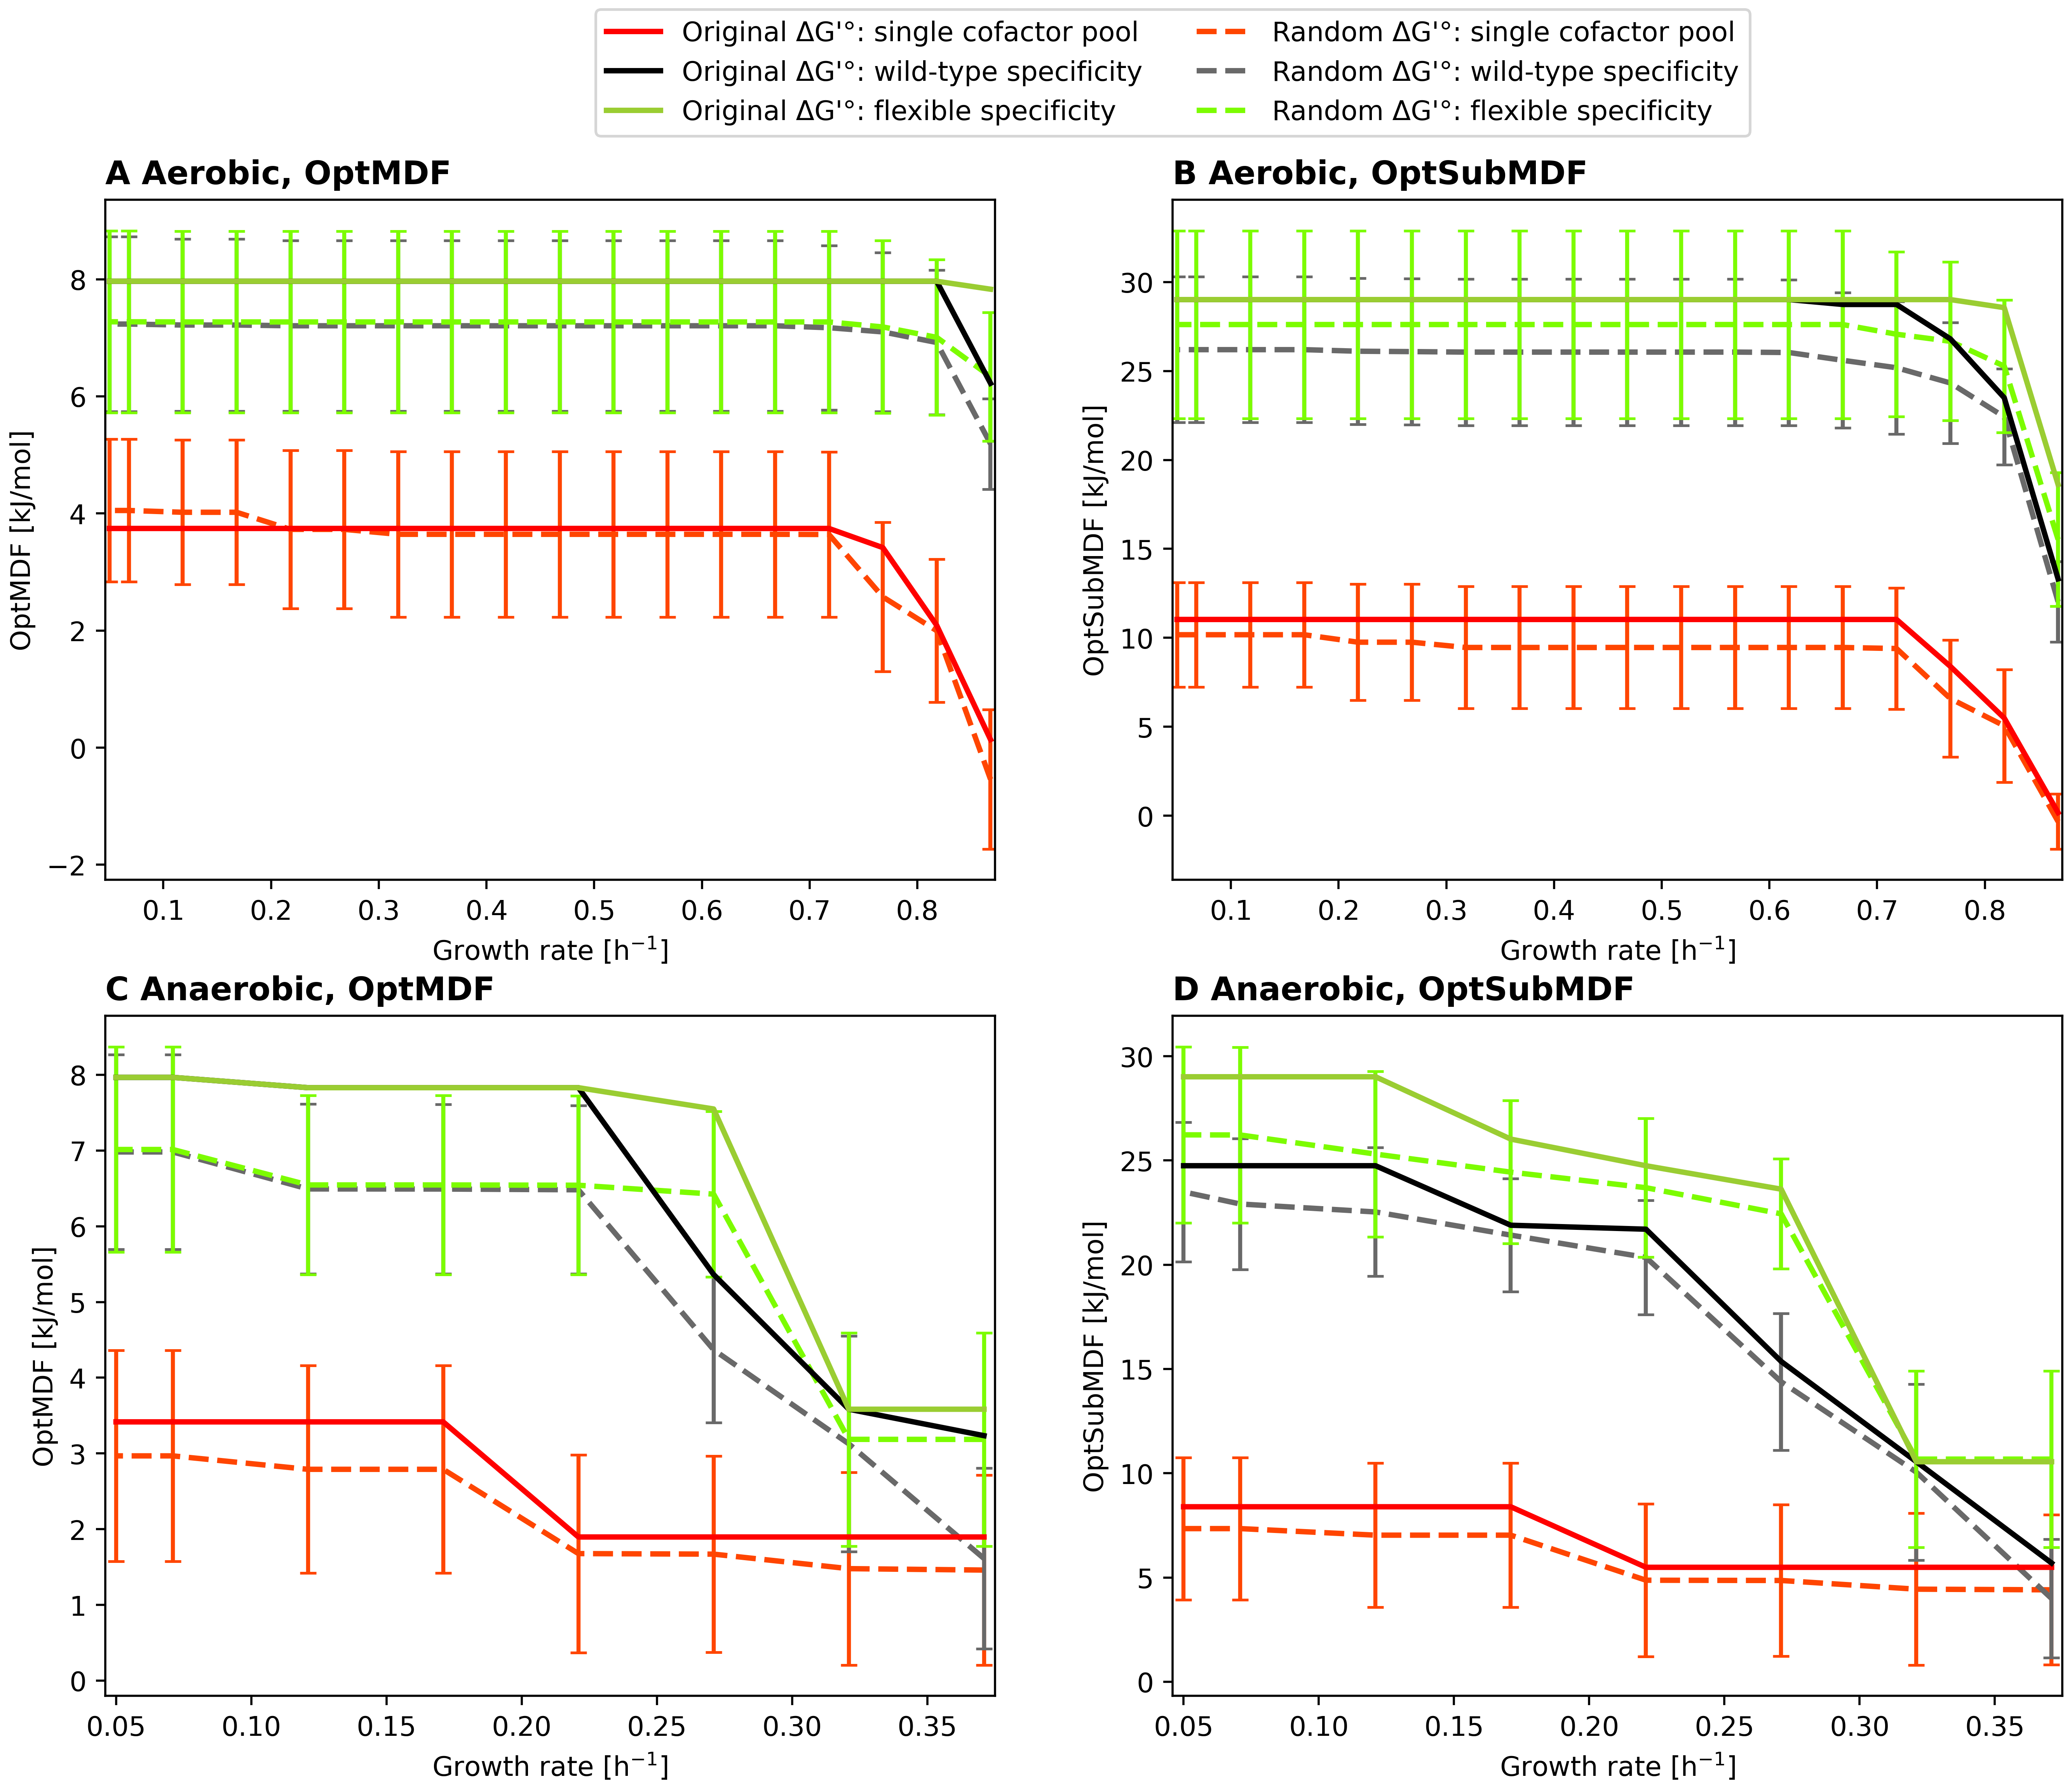 Original ΔG'°: single cofactor pool
Original ΔG'°: wild-type specificity
Original ΔG'°: flexible specificity
Random ΔG'°: single cofactor pool
Random ΔG'°: wild-type specificity
Random ΔG'°: flexible specificity
A Aerobic, OptMDF
OptMDF [kJ/mol]
8
6
4
2
0
−2
0.1 0.2 0.3 0.4 0.5 0.6 0.7 0.8
Growth rate [h⁻¹]
B Aerobic, OptSubMDF
OptSubMDF [kJ/mol]
30
25
20
15
10
5
0
0.1 0.2 0.3 0.4 0.5 0.6 0.7 0.8
Growth rate [h⁻¹]
C Anaerobic, OptMDF
OptMDF [kJ/mol]
8
7
6
5
4
3
2
1
0
0.05 0.10 0.15 0.20 0.25 0.30 0.35
Growth rate [h⁻¹]
D Anaerobic, OptSubMDF
OptSubMDF [kJ/mol]
30
25
20
15
10
5
0
0.05 0.10 0.15 0.20 0.25 0.30 0.35
Growth rate [h⁻¹]